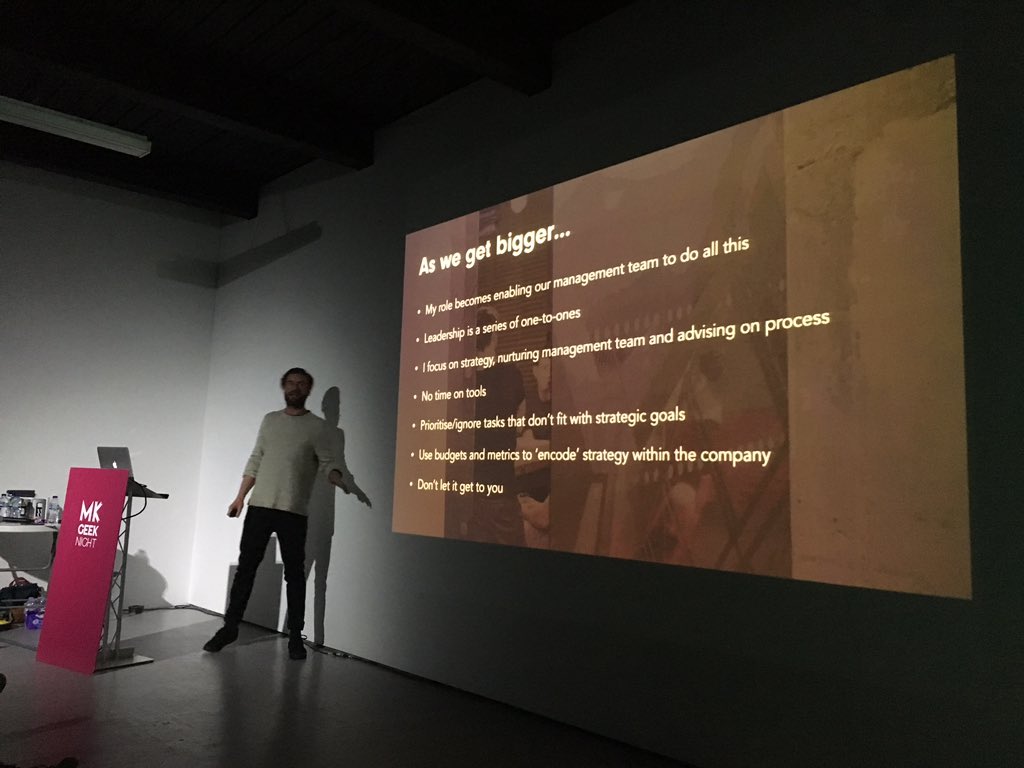 As we get bigger...
• My role becomes enabling our management team to do all this
• Leadership is a series of one-to-ones
• I focus on strategy, nurturing management team and advising on process
• No time on tools
• Prioritise/ignore tasks that don't fit with strategic goals
• Use budgets and metrics to 'encode' strategy within the company
• Don't let it get to you
MK
GEEK
NIGHT